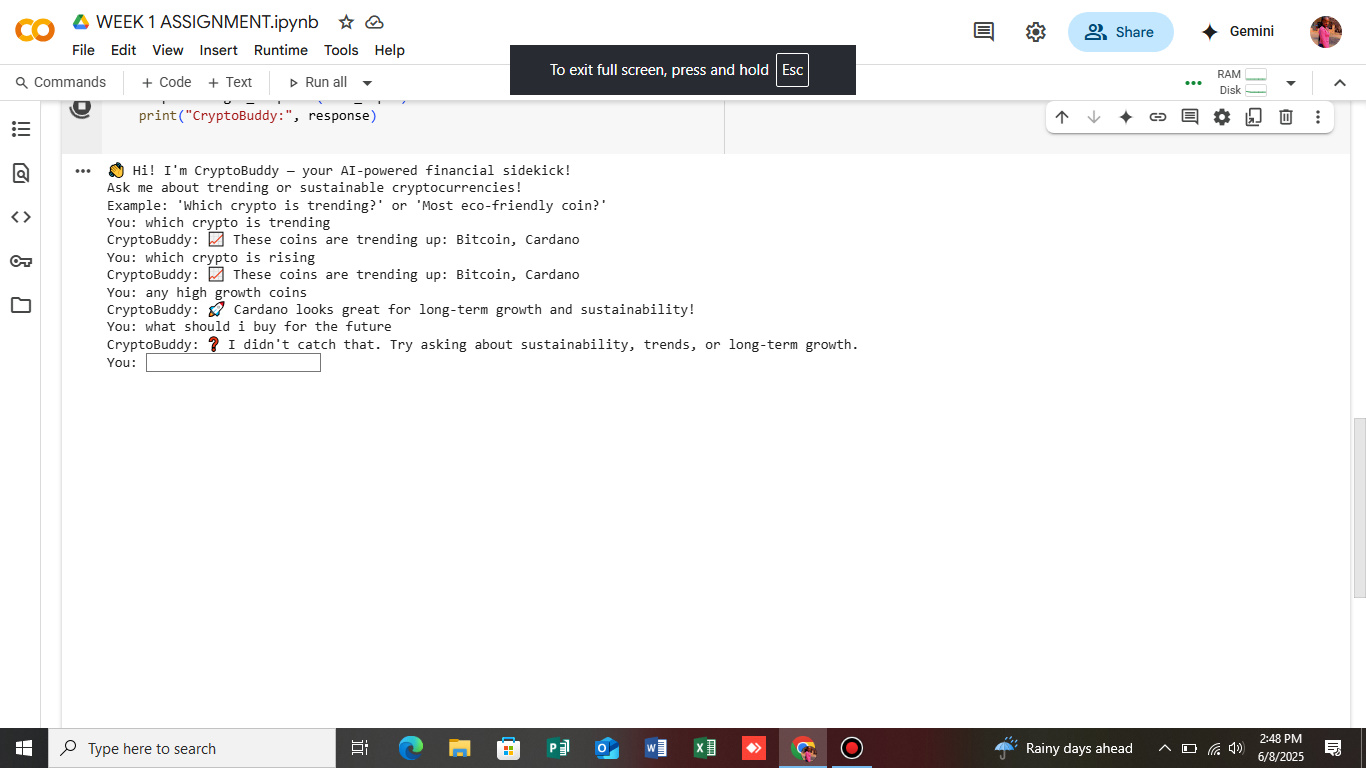 WEEK 1 ASSIGNMENT.ipynb
File Edit View Insert Runtime Tools Help
Share
Gemini
To exit full screen, press and hold Esc
Commands + Code + Text Run all
RAM
Disk
print("CryptoBuddy:", response)
👋 Hi! I'm CryptoBuddy – your AI-powered financial sidekick!
Ask me about trending or sustainable cryptocurrencies!
Example: 'Which crypto is trending?' or 'Most eco-friendly coin?'
You: which crypto is trending
CryptoBuddy: 📈 These coins are trending up: Bitcoin, Cardano
You: which crypto is rising
CryptoBuddy: 📈 These coins are trending up: Bitcoin, Cardano
You: any high growth coins
CryptoBuddy: 🚀 Cardano looks great for long-term growth and sustainability!
You: what should i buy for the future
CryptoBuddy: ❓ I didn't catch that. Try asking about sustainability, trends, or long-term growth.
You:
Type here to search
Rainy days ahead
2:48 PM
6/8/2025